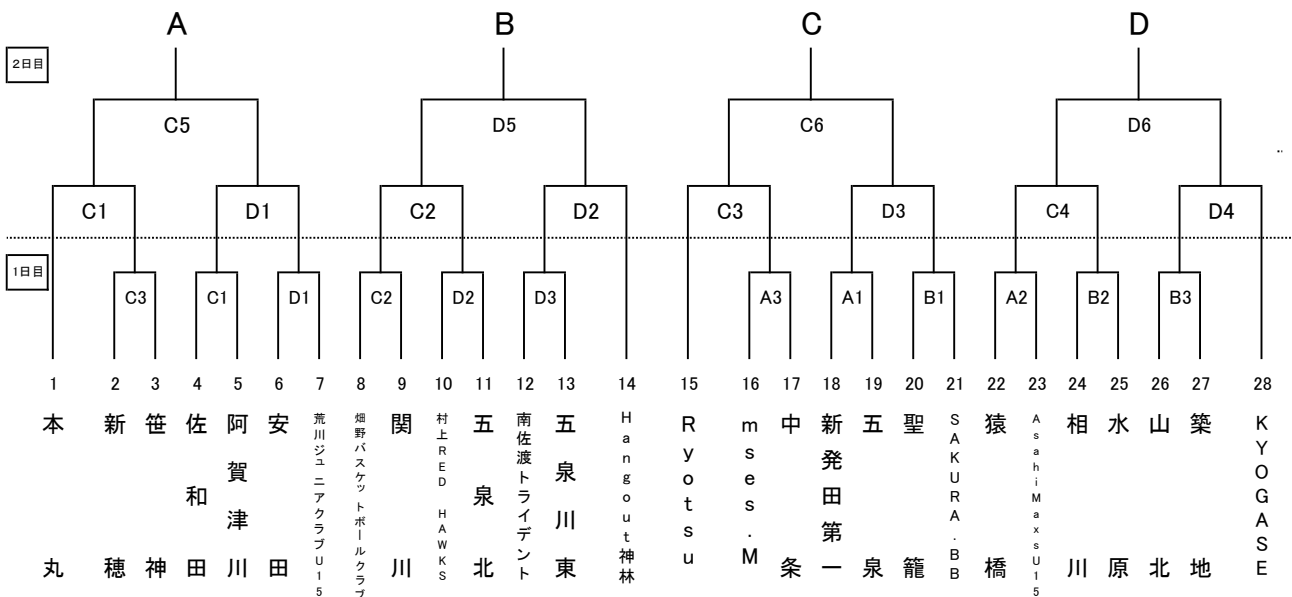 A B C D
2日目
C5 D5 C6 D6
C1 D1 C2 D2 C3 D3 C4 D4
1日目
C3 C1 D1 C2 D2 D3 A3 A1 B1 A2 B2 B3
1 2 3 4 5 6 7 8 9 10 11 12 13 14 15 16 17 18 19 20 21 22 23 24 25 26 27 28
本丸
新穂
笹神
佐和田
阿賀津川
安田
荒川ジュニアクラブU15
畑野バスケットボールクラブ
関川
村上RED HAWKS
五泉北
南佐渡トライデント
五泉川東
Hangout神林
Ryotsu
mses.M
中条
新発田第一
五泉
聖籠
SAKURA.BB
猿橋
AsahiMaxsU15
相川
水原
山北
築地
KYOGASE